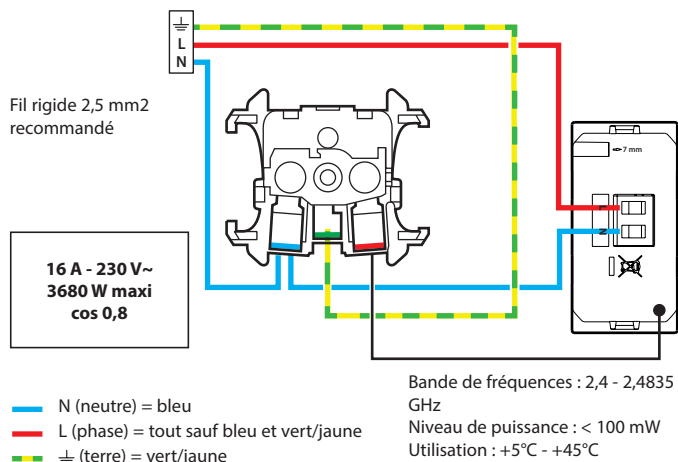 L
N
Fil rigide 2,5 mm2
recommandé
7 mm
L
N
16 A - 230 V~
3680 W maxi
cos 0,8
N (neutre) = bleu
L (phase) = tout sauf bleu et vert/jaune
⏚ (terre) = vert/jaune
Bande de fréquences : 2,4 - 2,4835
GHz
Niveau de puissance : < 100 mW
Utilisation : +5°C - +45°C